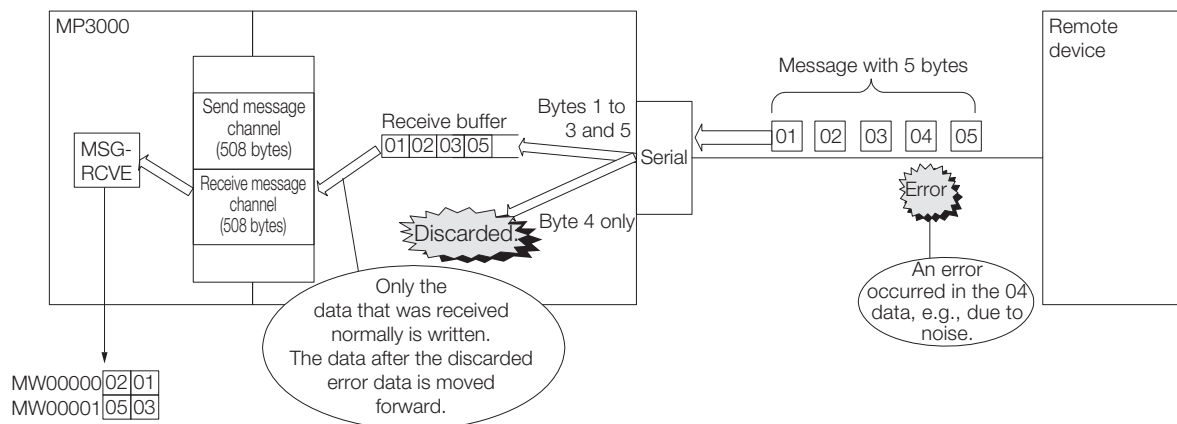 MP3000
Send message
channel
(508 bytes)
Receive message
channel
(508 bytes)
MSG-
RCVE
Receive buffer
01 02 03 05
Bytes 1 to
3 and 5
Byte 4 only
Discarded.
Serial
Message with 5 bytes
01 02 03 04 05
Error
An error
occurred in the 04
data, e.g., due to
noise.
Remote
device
Only the
data that was received
normally is written.
The data after the discarded
error data is moved
forward.
MW00000 02 01
MW00001 05 03